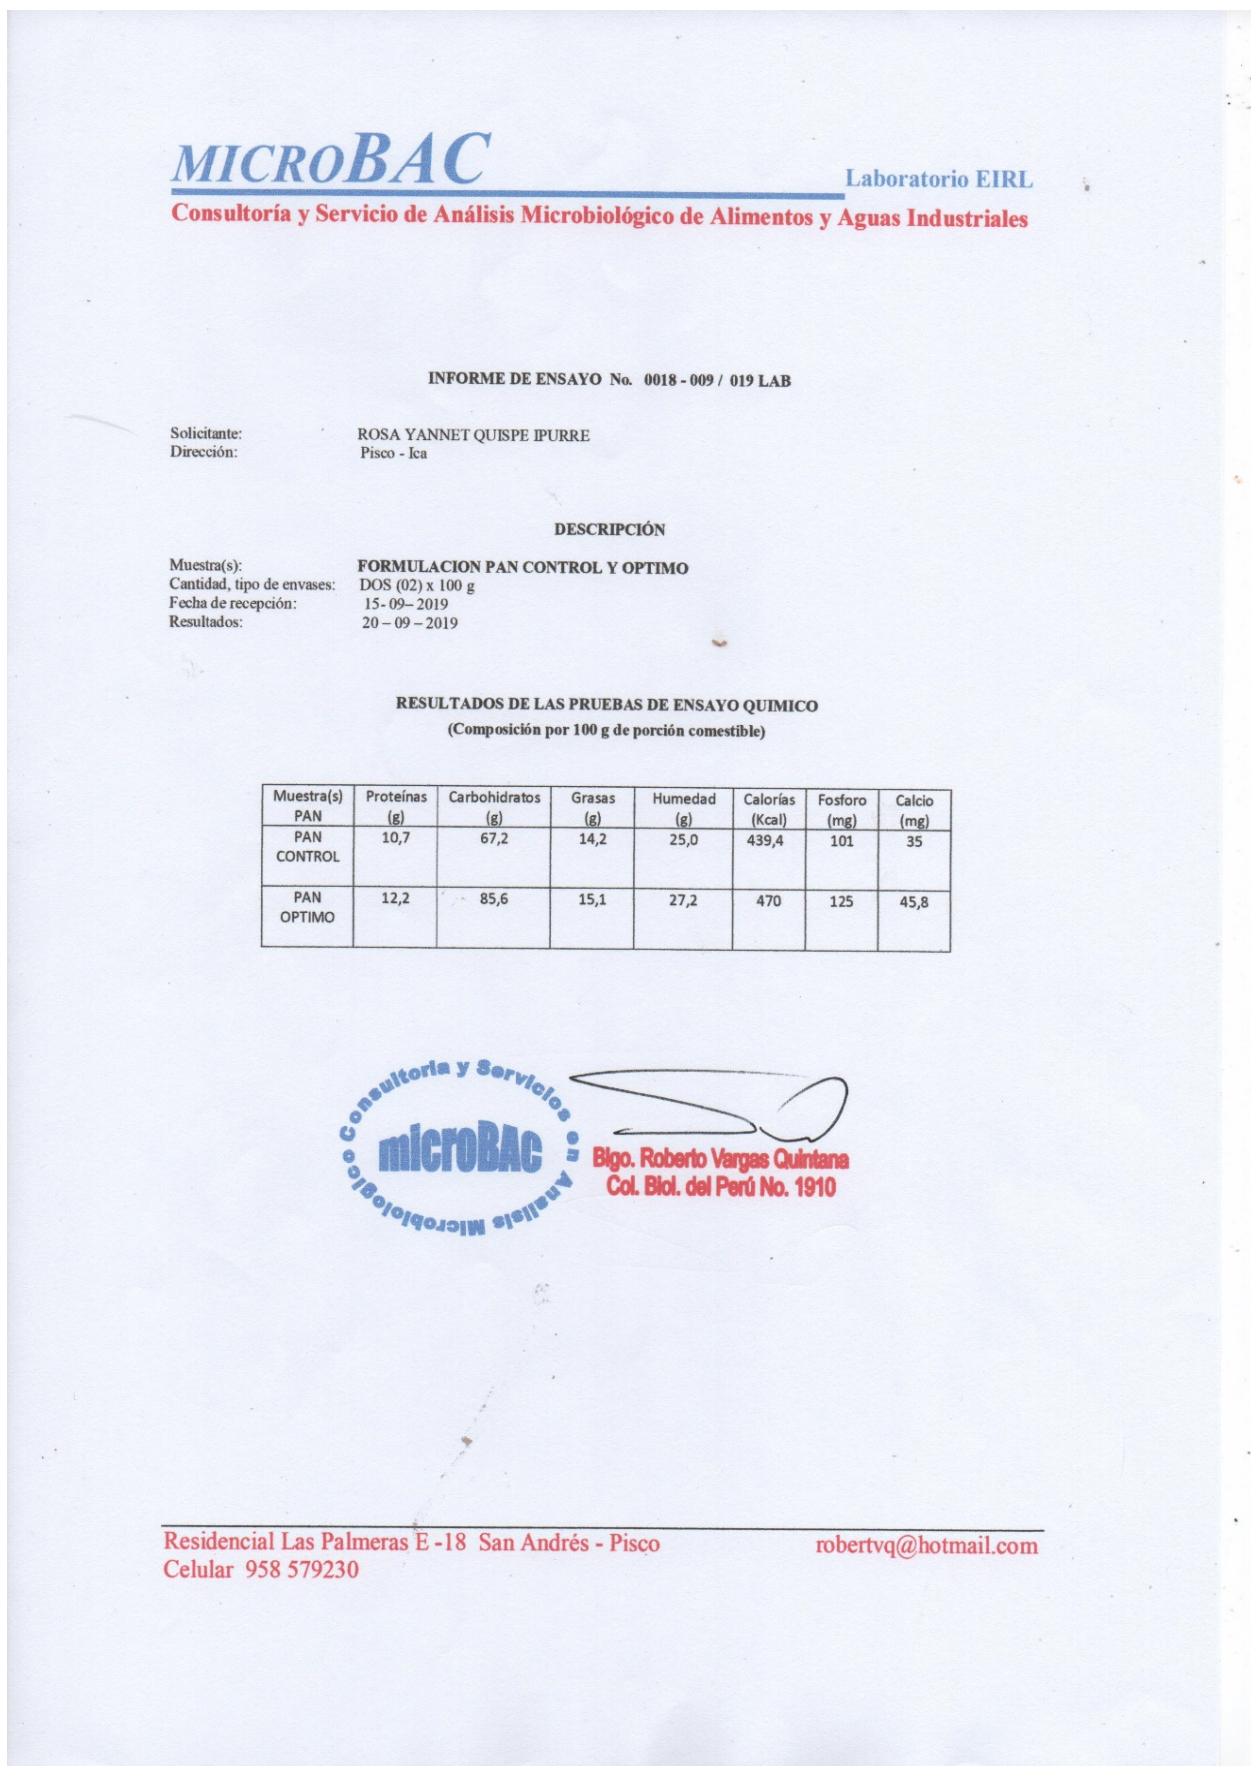 MICROBAC
Laboratorio EIRL
Consultoría y Servicio de Análisis Microbiológico de Alimentos y Aguas Industriales
INFORME DE ENSAYO No. 0018 - 009 / 019 LAB
Solicitante: ROSA YANNET QUISPE IPURRE
Dirección: Pisco - Ica
DESCRIPCIÓN
Muestra(s): FORMULACION PAN CONTROL Y OPTIMO
Cantidad, tipo de envases: DOS (02) x 100 g
Fecha de recepción: 15- 09– 2019
Resultados: 20 – 09 – 2019
RESULTADOS DE LAS PRUEBAS DE ENSAYO QUIMICO
(Composición por 100 g de porción comestible)
Muestra(s) PAN Proteínas (g) Carbohidratos (g) Grasas (g) Humedad (g) Calorías (Kcal) Fosforo (mg) Calcio (mg)
PAN CONTROL 10,7 67,2 14,2 25,0 439,4 101 35
PAN OPTIMO 12,2 85,6 15,1 27,2 470 125 45,8
Consultoria y Servicios en Analisis Microbiologico
microBAC
Blgo. Roberto Vargas Quintana
Col. Biol. del Perú No. 1910
Residencial Las Palmeras E -18 San Andrés - Pisco robertvq@hotmail.com
Celular 958 579230